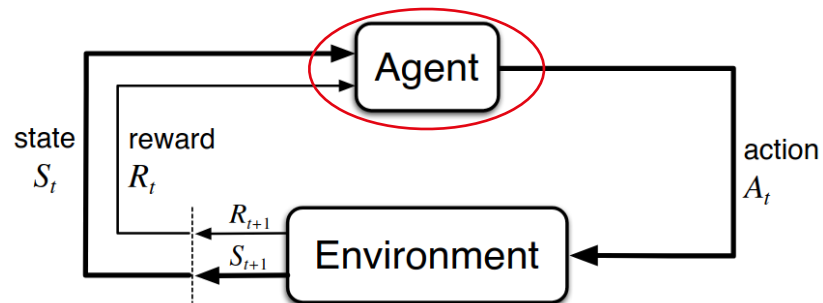 Agent
state
S_t
reward
R_t
action
A_t
R_{t+1}
S_{t+1}
Environment